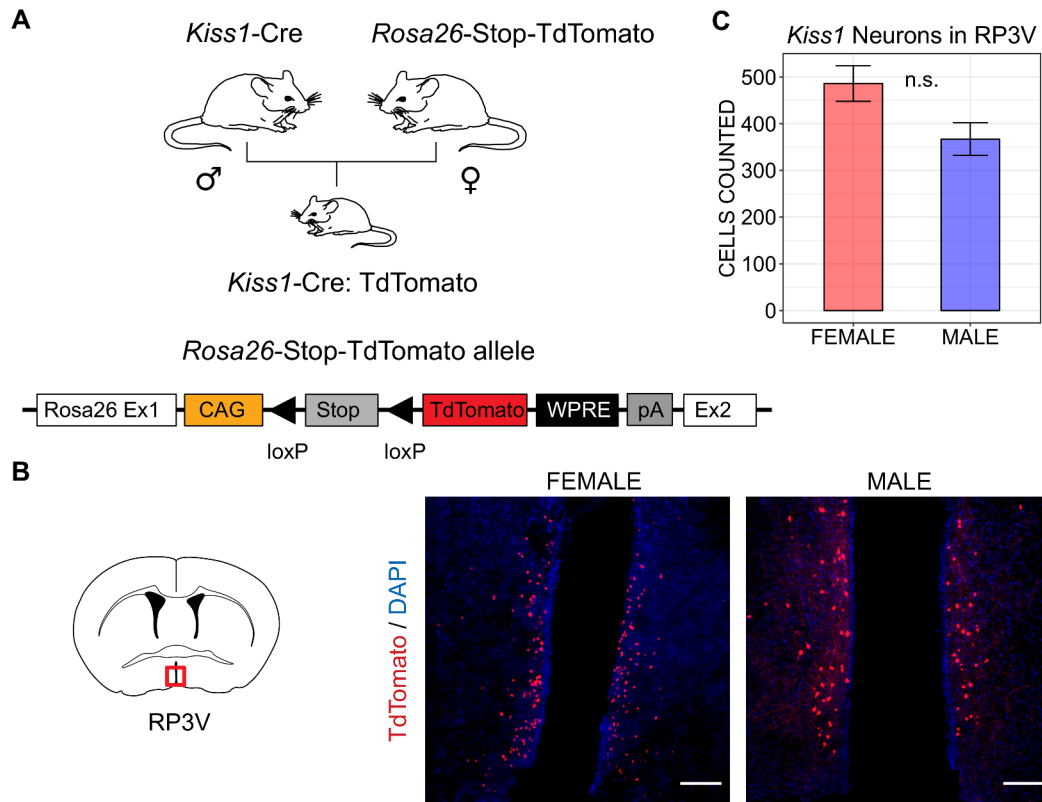 A
Kiss1-Cre
Rosa26-Stop-TdTomato
♂
♀
Kiss1-Cre: TdTomato
Rosa26-Stop-TdTomato allele
Rosa26 Ex1 CAG Stop TdTomato WPRE pA Ex2
loxP loxP
C
Kiss1 Neurons in RP3V
CELLS COUNTED
500
400
300
200
100
0
n.s.
FEMALE MALE
B
RP3V
TdTomato / DAPI
FEMALE
MALE